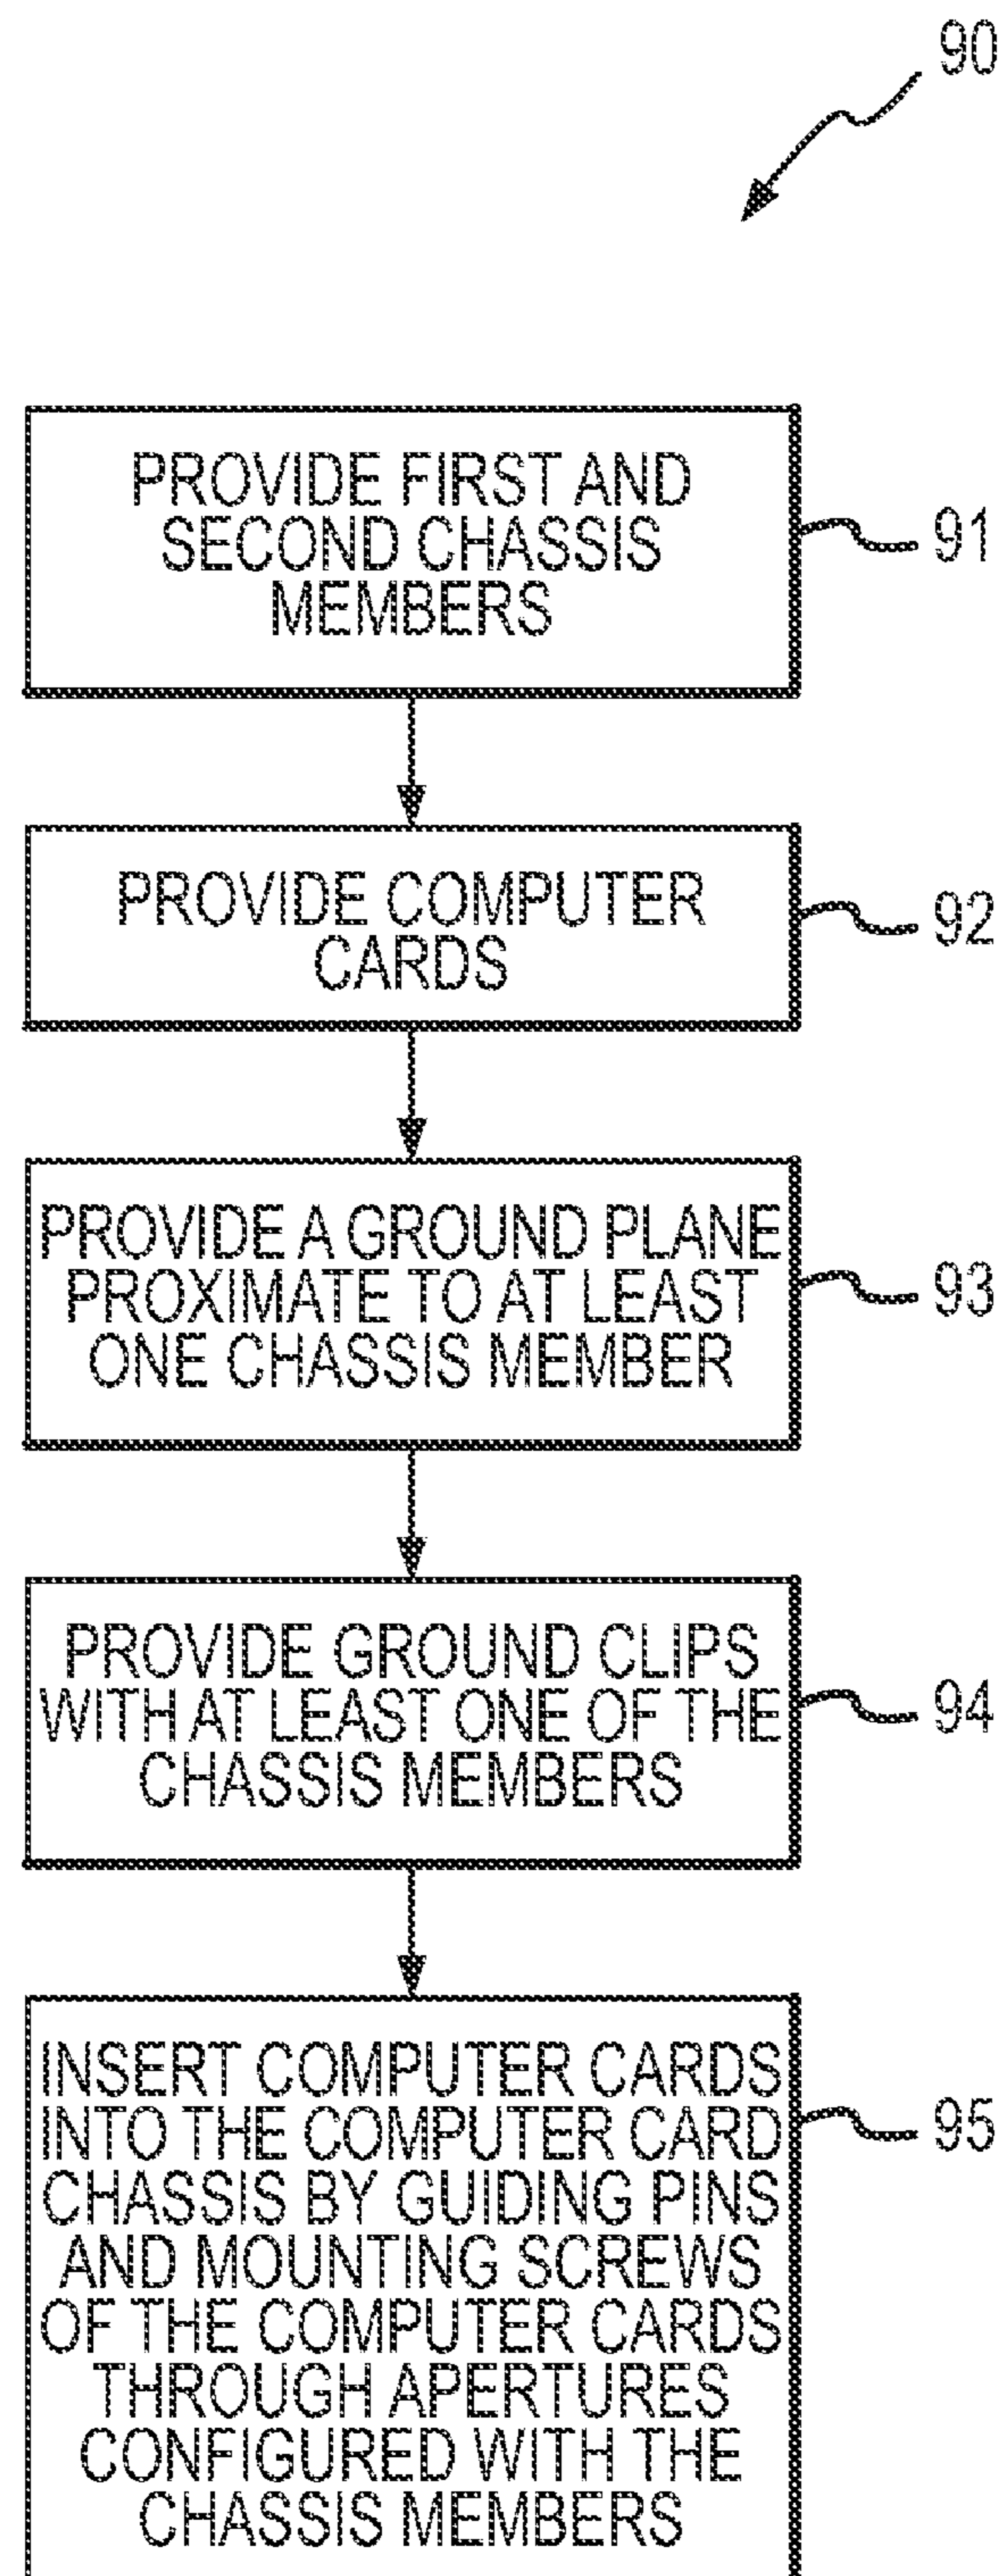 90
PROVIDE FIRST AND
SECOND CHASSIS
MEMBERS
91
PROVIDE COMPUTER
CARDS
92
PROVIDE A GROUND PLANE
PROXIMATE TO AT LEAST
ONE CHASSIS MEMBER
93
PROVIDE GROUND CLIPS
WITH AT LEAST ONE OF THE
CHASSIS MEMBERS
94
INSERT COMPUTER CARDS
INTO THE COMPUTER CARD
CHASSIS BY GUIDING PINS
AND MOUNTING SCREWS
OF THE COMPUTER CARDS
THROUGH APERTURES
CONFIGURED WITH THE
CHASSIS MEMBERS
95